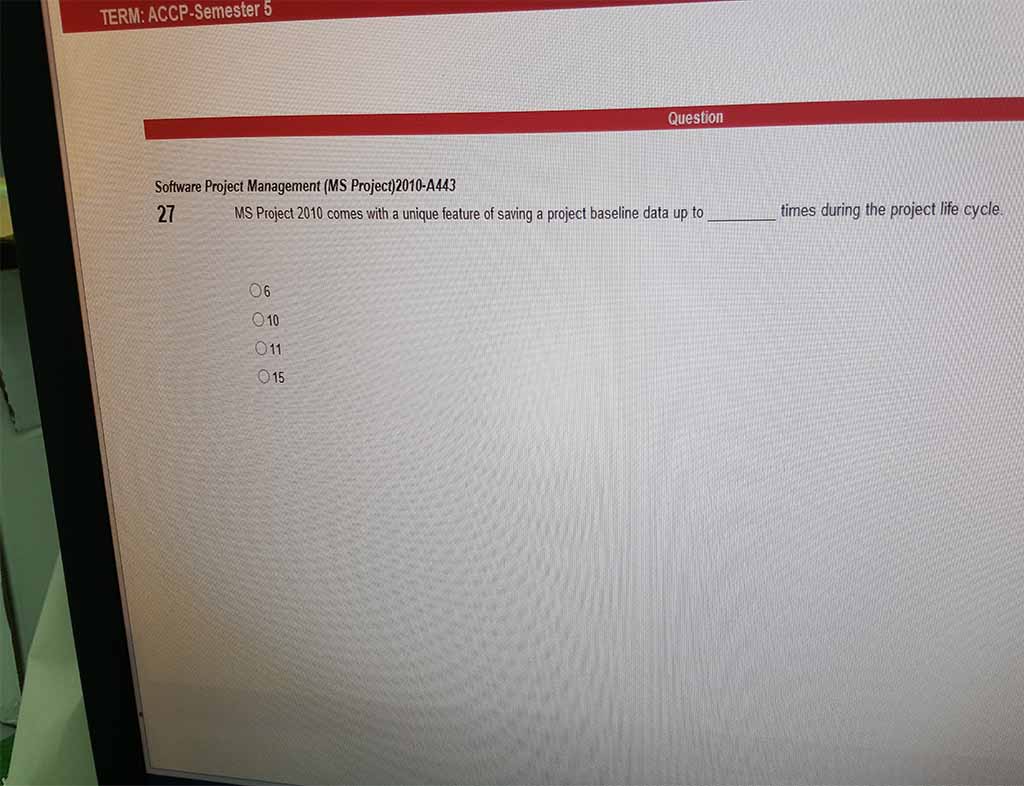 TERM: ACCP-Semester 5
Question
Software Project Management (MS Project)2010-A443
27 MS Project 2010 comes with a unique feature of saving a project baseline data up to _________ times during the project life cycle.
6
10
11
15